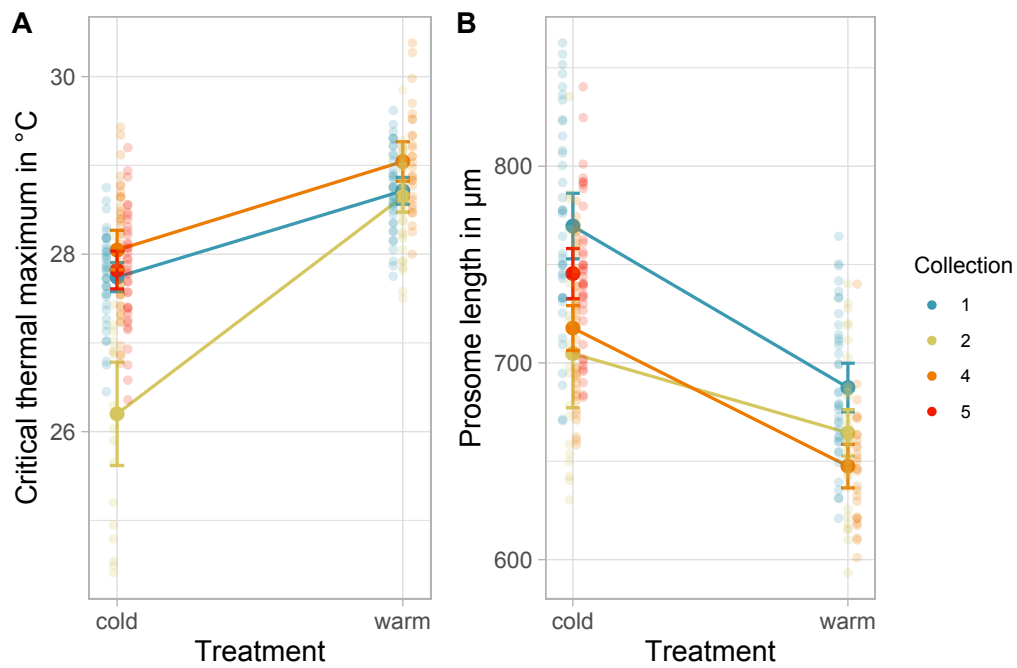 A
Critical thermal maximum in °C
30
28
26
cold
warm
Treatment
B
Prosome length in µm
800
700
600
cold
warm
Treatment
Collection
1
2
4
5